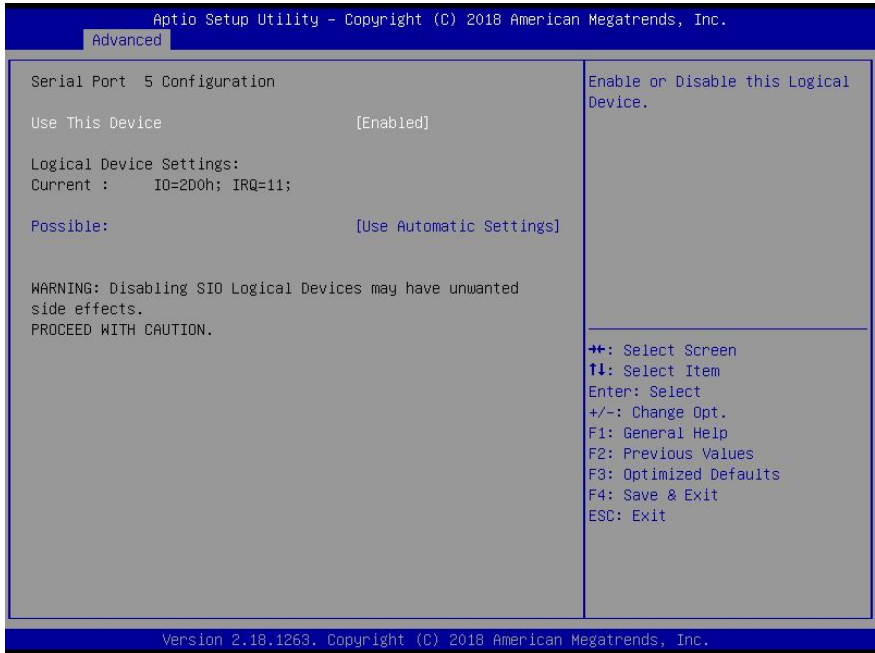 Aptio Setup Utility – Copyright (C) 2018 American Megatrends, Inc.
Advanced
Serial Port  5 Configuration
Use This Device [Enabled]
Logical Device Settings:
Current : IO=2D0h; IRQ=11;
Possible: [Use Automatic Settings]
WARNING: Disabling SIO Logical Devices may have unwanted
side effects.
PROCEED WITH CAUTION.
Enable or Disable this Logical
Device.
→←: Select Screen
↑↓: Select Item
Enter: Select
+/-: Change Opt.
F1: General Help
F2: Previous Values
F3: Optimized Defaults
F4: Save & Exit
ESC: Exit
Version 2.18.1263. Copyright (C) 2018 American Megatrends, Inc.